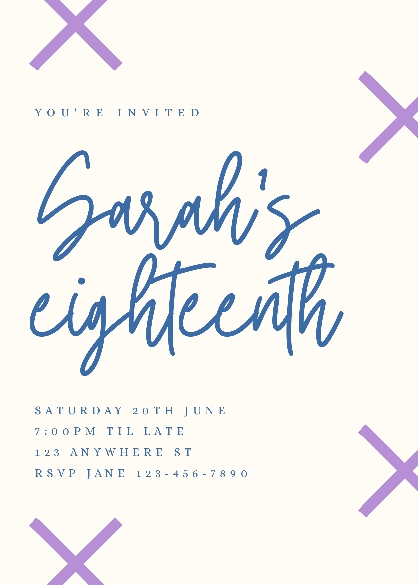 YOU'RE INVITED
Sarah's
eighteenth
SATURDAY 20TH JUNE
7:00PM TIL LATE
123 ANYWHERE ST
RSVP JANE 123-456-7890